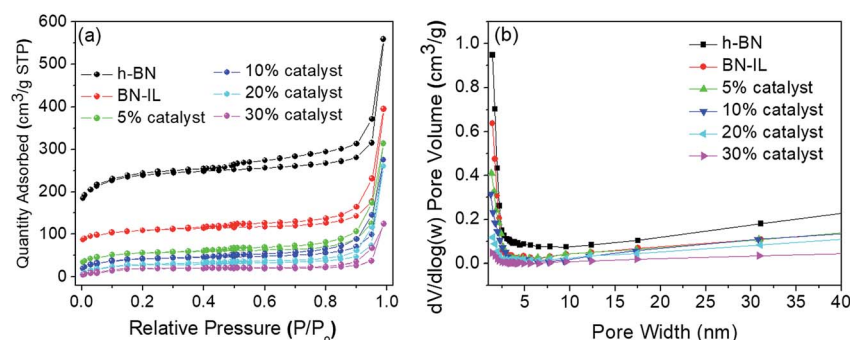 (a)
600
500
400
300
200
100
0
Quantity Adsorbed (cm³/g STP)
h-BN
BN-IL
5% catalyst
10% catalyst
20% catalyst
30% catalyst
0.0 0.2 0.4 0.6 0.8 1.0
Relative Pressure (P/P₀)
(b)
1.0
0.8
0.6
0.4
0.2
0.0
dV/dlog(w) Pore Volume (cm³/g)
h-BN
BN-IL
5% catalyst
10% catalyst
20% catalyst
30% catalyst
5 10 15 20 25 30 35 40
Pore Width (nm)